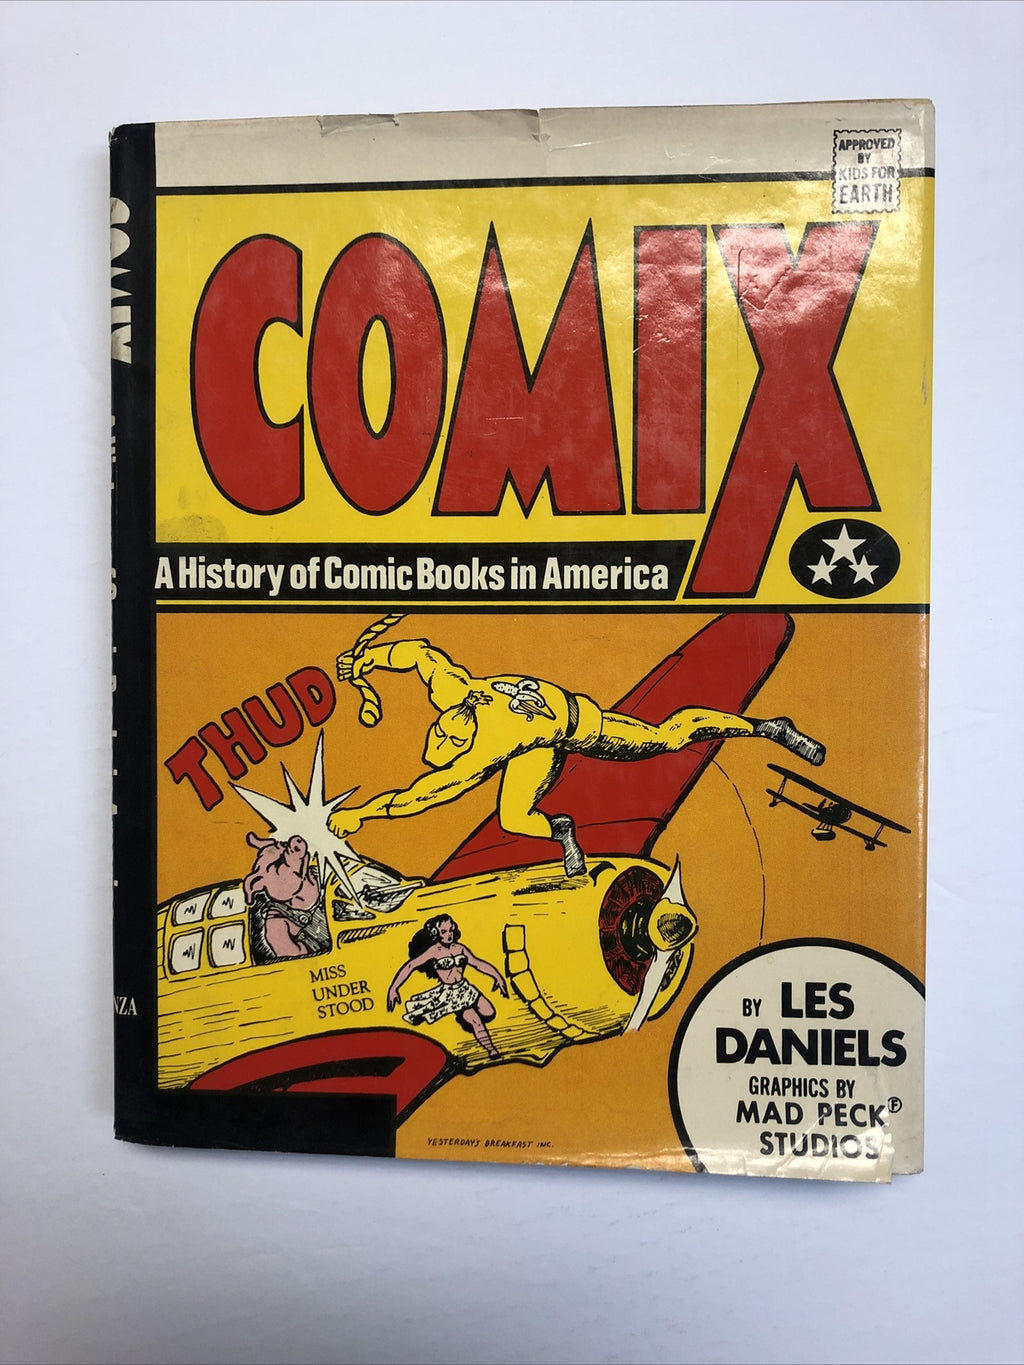 APPROVED
BY
KIDS FOR
EARTH
COMIX
COMIX
A History of Comic Books in America
THUD
MISS
UNDER
STOOD
BY LES
DANIELS
GRAPHICS BY
MAD PECK Ⓕ
STUDIOS
YESTERDAY'S BREAKFAST INC.
NZA